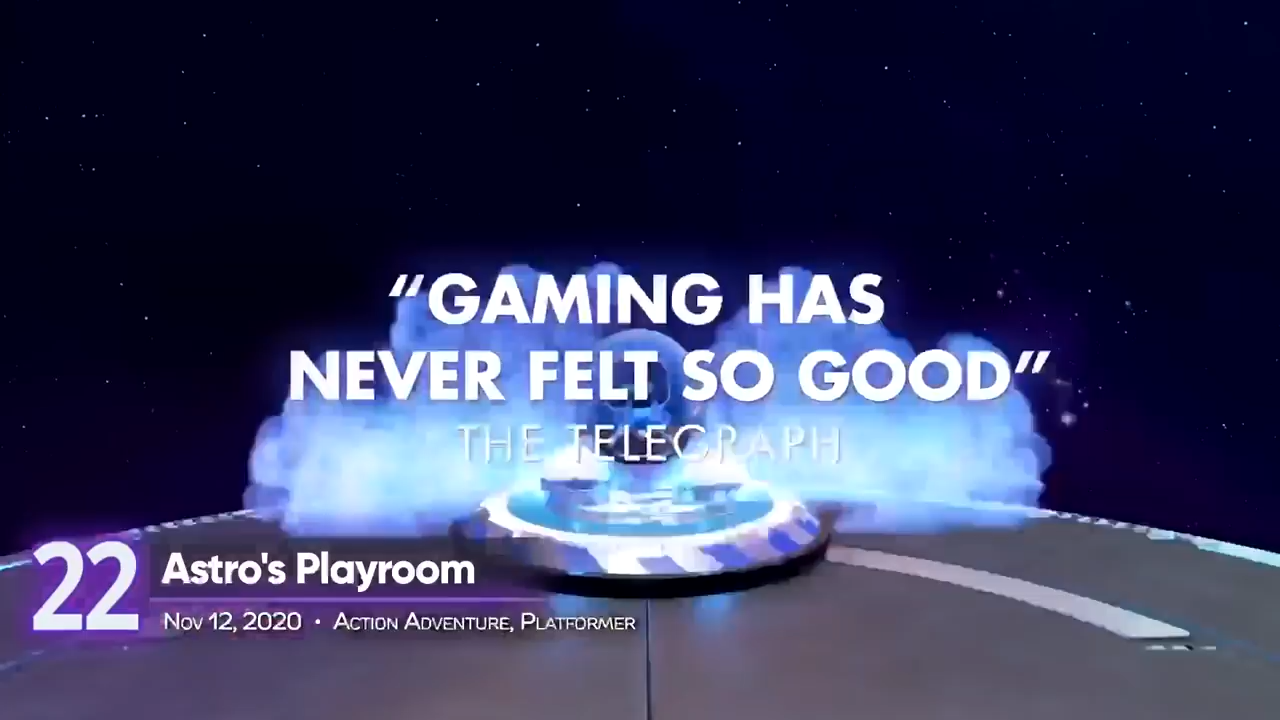 “GAMING HAS
NEVER FELT SO GOOD”
THE TELEGRAPH
22
Astro's Playroom
Nov 12, 2020 • Action Adventure, Platformer